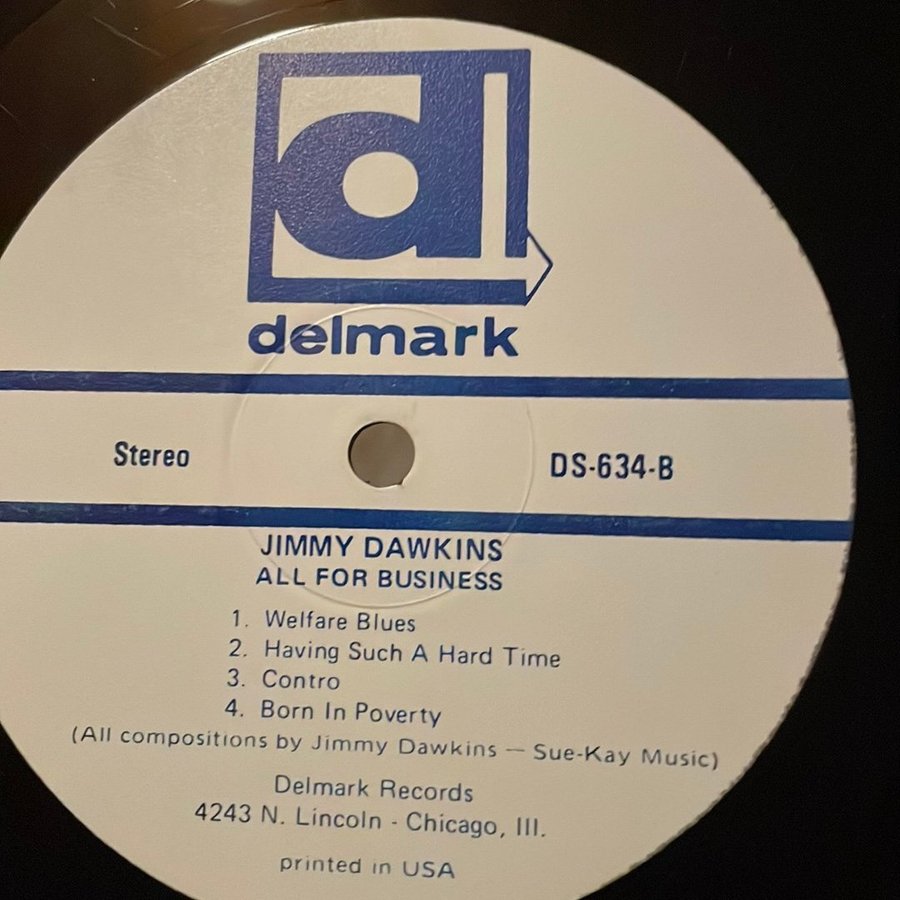 d
delmark
Stereo
DS-634-B
JIMMY DAWKINS
ALL FOR BUSINESS
1. Welfare Blues
2. Having Such A Hard Time
3. Contro
4. Born In Poverty
(All compositions by Jimmy Dawkins — Sue-Kay Music)
Delmark Records
4243 N. Lincoln - Chicago, Ill.
printed in USA